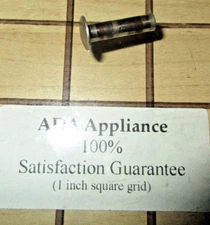 ADA Appliance
100%
Satisfaction Guarantee
(1 inch square grid)